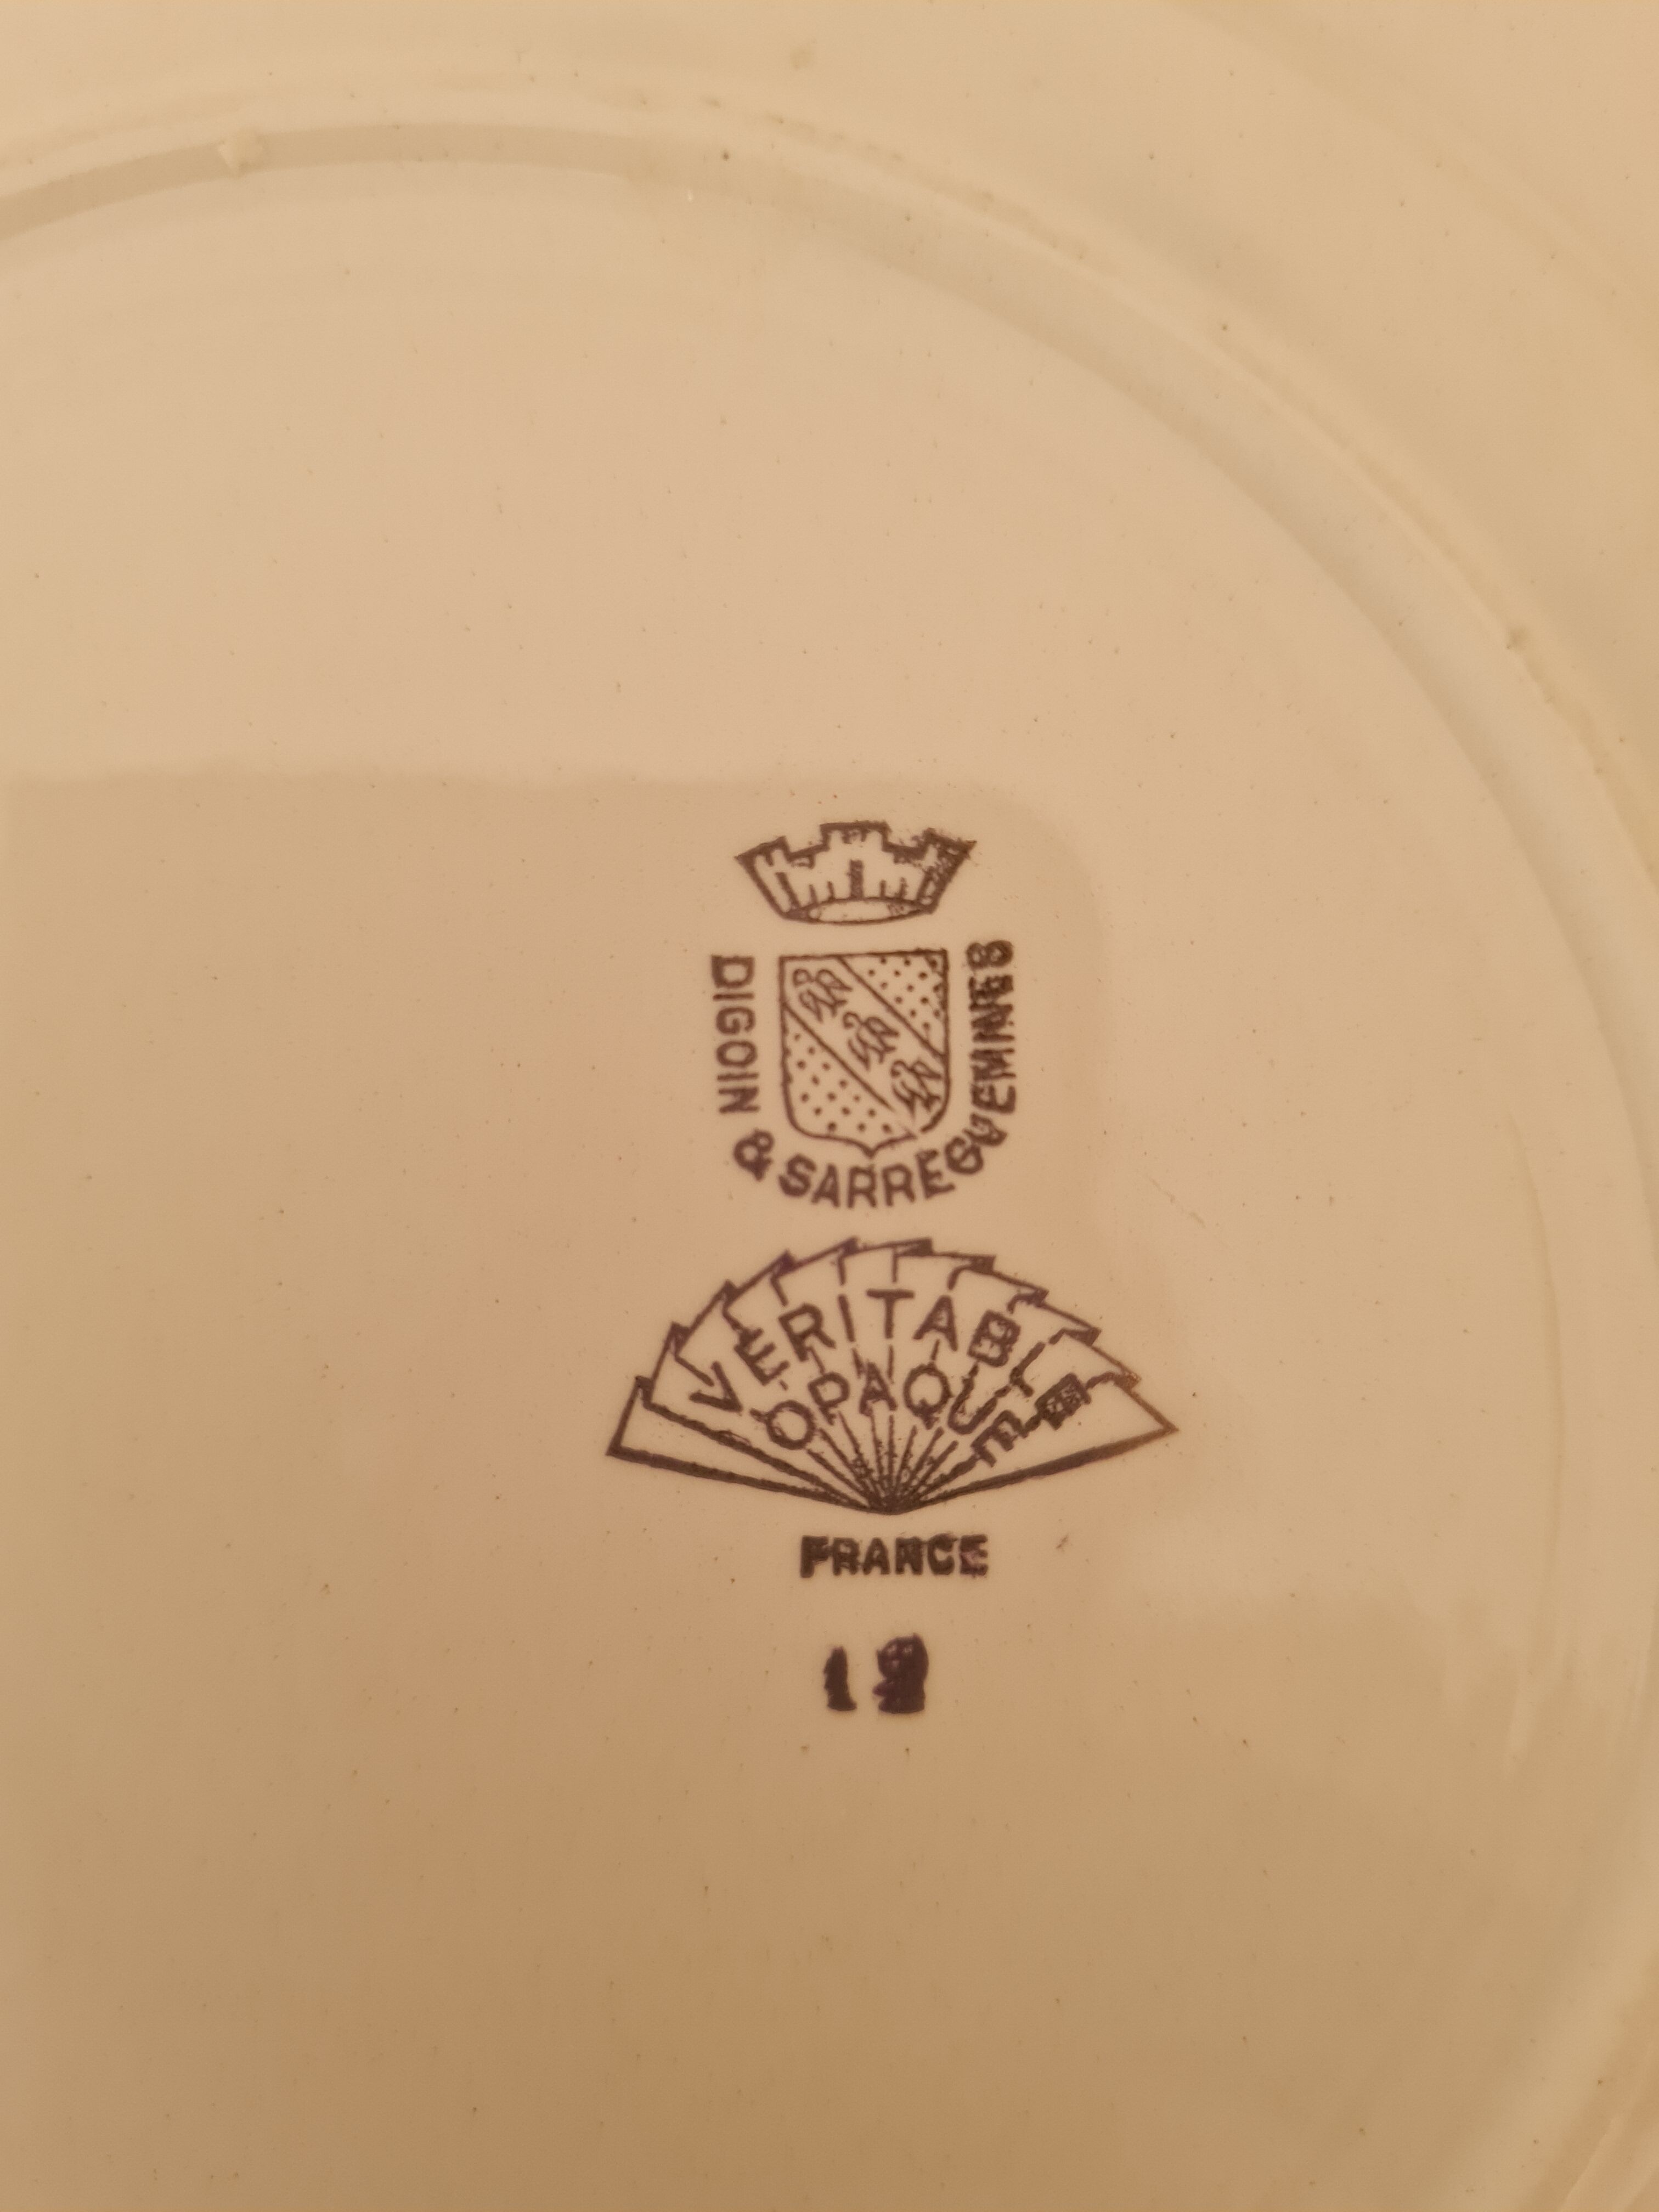 DIGOIN & SARREGUEMINES
VERITABLE
OPAQUE
FRANCE